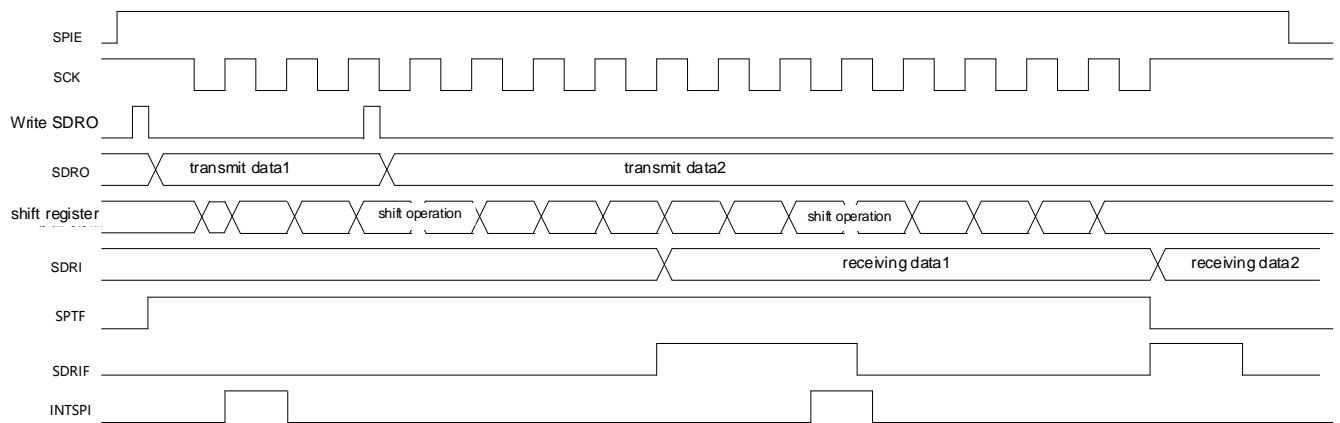 SPIE
SCK
Write SDRO
SDRO
transmit data1
transmit data2
shift register
shift operation
shift operation
SDRI
receiving data1
receiving data2
SPTF
SDRIF
INTSPI